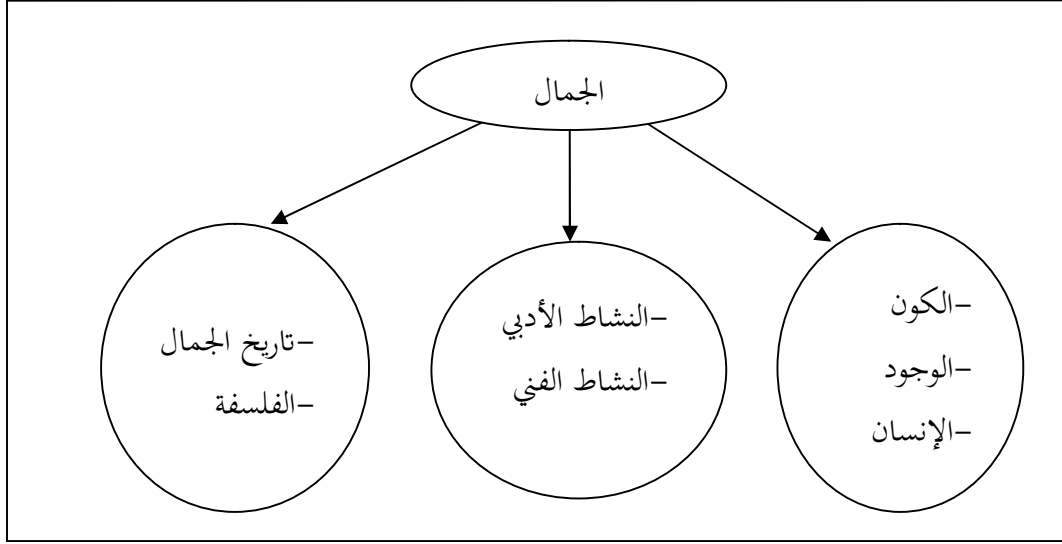 الجمال
-الكون
-الوجود
-الإنسان
-النشاط الأدبي
-النشاط الفني
-تاريخ الجمال
-الفلسفة